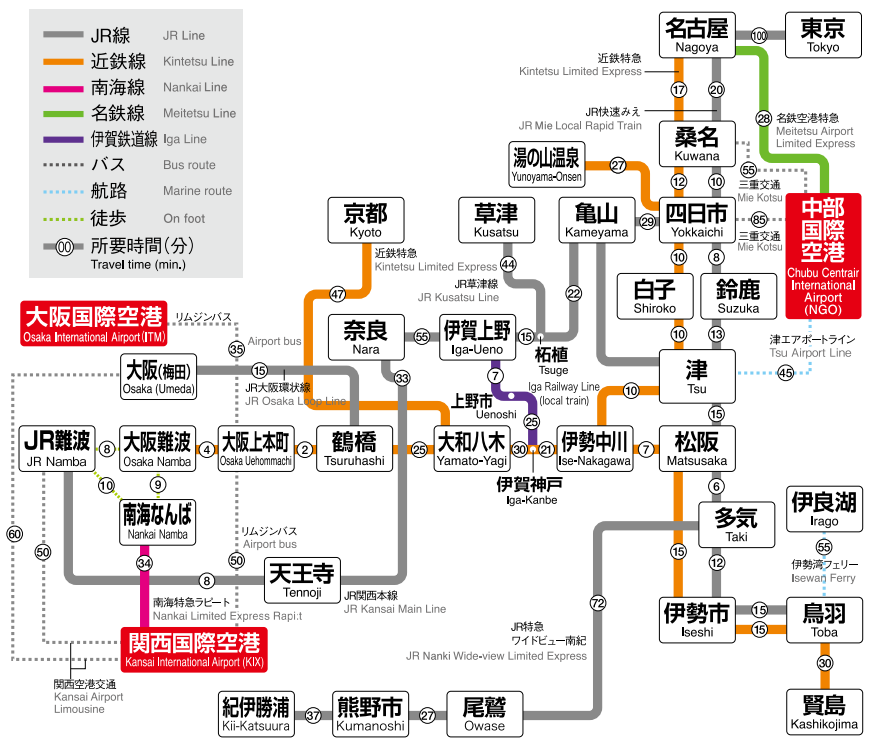 JR線 JR Line
近鉄線 Kintetsu Line
南海線 Nankai Line
名鉄線 Meitetsu Line
伊賀鉄道線 Iga Line
バス Bus route
航路 Marine route
徒歩 On foot
00 所要時間(分)
Travel time (min.)
名古屋
Nagoya
100
東京
Tokyo
近鉄特急
Kintetsu Limited Express
17
20
JR快速みえ
JR Mie Local Rapid Train
28
名鉄空港特急
Meitetsu Airport
Limited Express
桑名
Kuwana
55
三重交通
Mie Kotsu
湯の山温泉
Yunoyama-Onsen
27
12
10
京都
Kyoto
草津
Kusatsu
亀山
Kameyama
29
四日市
Yokkaichi
85
三重交通
Mie Kotsu
中部
国際
空港
Chubu Centrair
International
Airport
(NGO)
近鉄特急
Kintetsu Limited Express
47
44
JR草津線
JR Kusatsu Line
22
10
8
白子
Shiroko
鈴鹿
Suzuka
大阪国際空港
Osaka International Airport(ITM)
リムジンバス
Airport bus
35
奈良
Nara
55
伊賀上野
Iga-Ueno
15
柘植
Tsuge
10
13
津エアポートライン
Tsu Airport Line
45
大阪(梅田)
Osaka (Umeda)
15
JR大阪環状線
JR Osaka Loop Line
33
7
Iga Railway Line
(local train)
上野市
Uenoshi
25
津
Tsu
10
15
JR難波
JR Namba
8
大阪難波
Osaka Namba
4
大阪上本町
Osaka Uehommachi
2
鶴橋
Tsuruhashi
25
大和八木
Yamato-Yagi
30
21
伊賀神戸
Iga-Kanbe
伊勢中川
Ise-Nakagawa
7
松阪
Matsusaka
10
9
南海なんば
Nankai Namba
6
多気
Taki
伊良湖
Irago
60
50
リムジンバス
Airport bus
50
34
8
天王寺
Tennoji
JR関西本線
JR Kansai Main Line
15
12
55
伊勢湾フェリー
Isewan Ferry
南海特急ラピート
Nankai Limited Express Rapi:t
72
関西国際空港
Kansai International Airport (KIX)
JR特急
ワイドビュー南紀
JR Nanki Wide-view Limited Express
伊勢市
Iseshi
15
15
鳥羽
Toba
関西空港交通
Kansai Airport
Limousine
30
紀伊勝浦
Kii-Katsuura
37
熊野市
Kumanoshi
27
尾鷲
Owase
賢島
Kashikojima